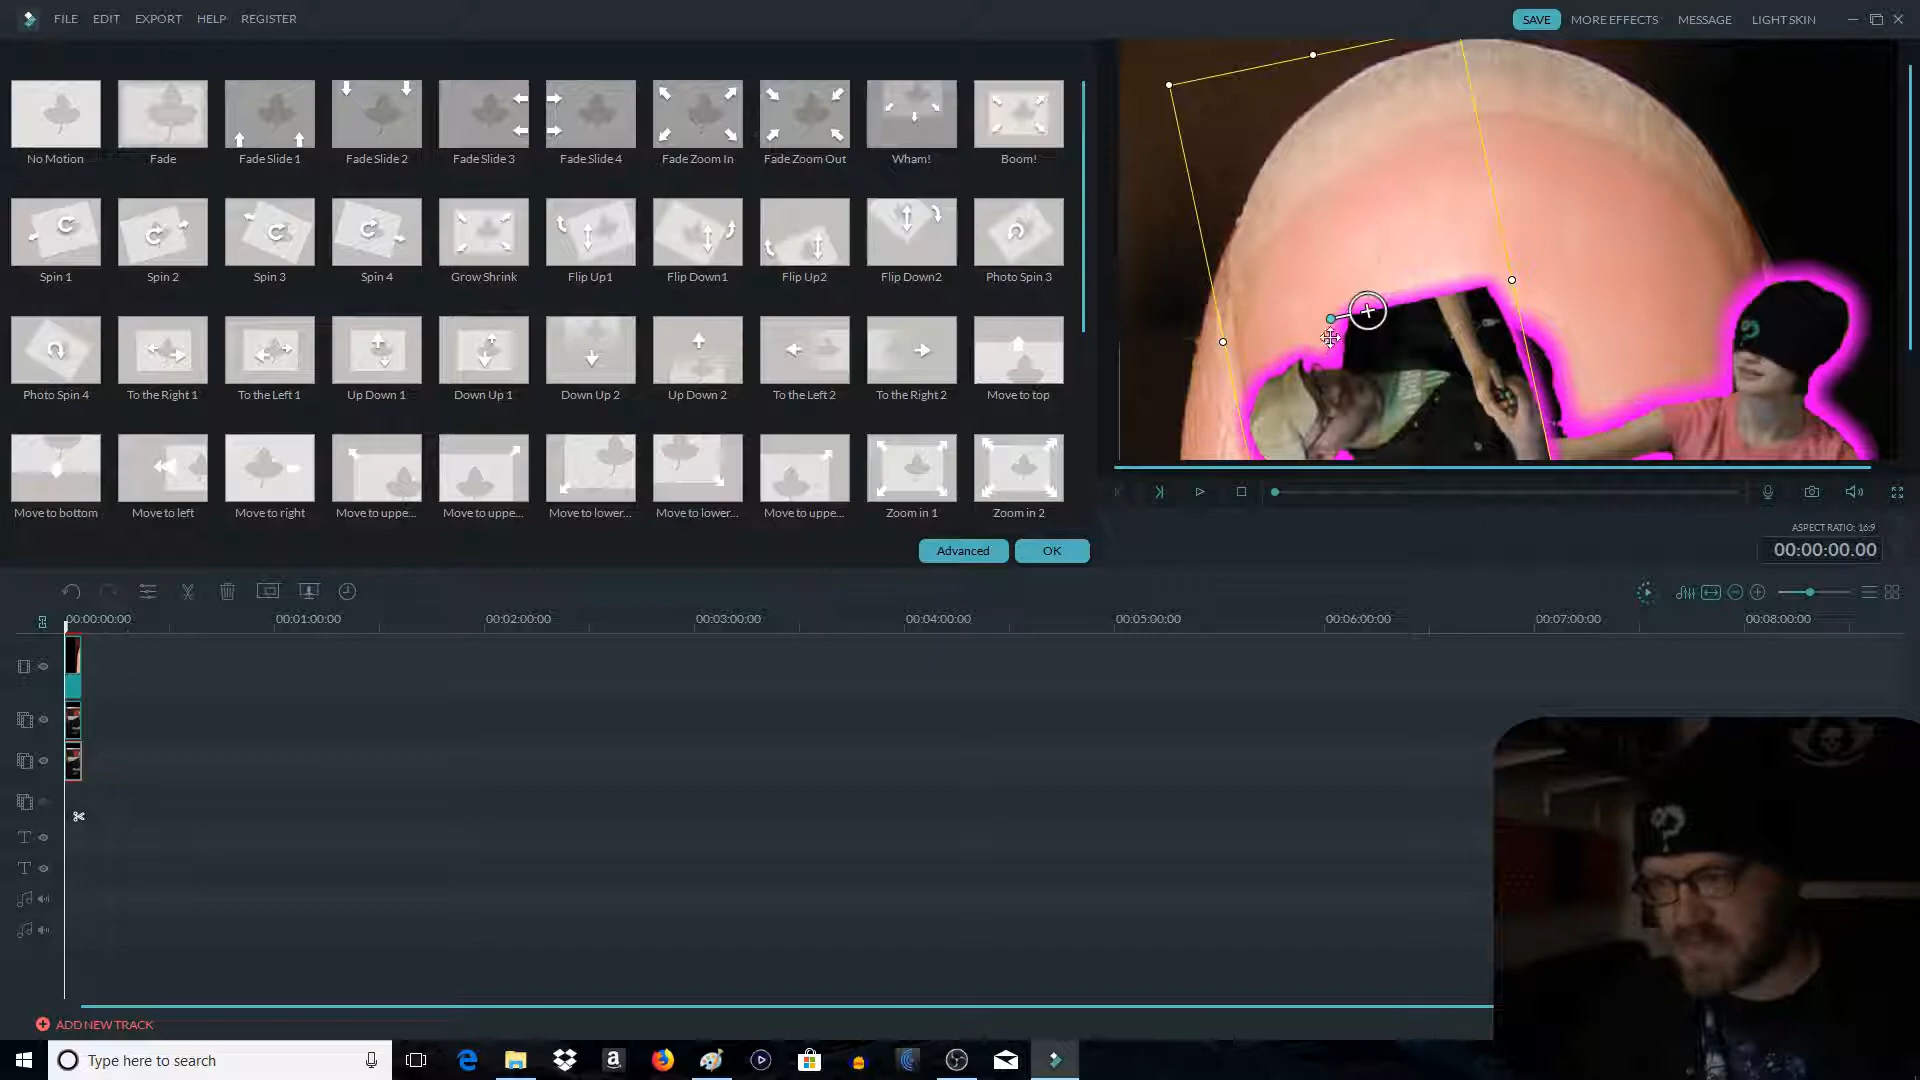 FILE EDIT EXPORT HELP REGISTER
SAVE MORE EFFECTS MESSAGE LIGHT SKIN
No Motion Fade Fade Slide 1 Fade Slide 2 Fade Slide 3 Fade Slide 4 Fade Zoom In Fade Zoom Out Wham! Boom!
Spin 1 Spin 2 Spin 3 Spin 4 Grow Shrink Flip Up1 Flip Down1 Flip Up2 Flip Down2 Photo Spin 3
Photo Spin 4 To the Right 1 To the Left 1 Up Down 1 Down Up 1 Down Up 2 Up Down 2 To the Left 2 To the Right 2 Move to top
Move to bottom Move to left Move to right Move to uppe... Move to uppe... Move to lower... Move to lower... Move to uppe... Zoom in 1 Zoom in 2
ASPECT RATIO: 16:9
Advanced OK
00:00:00.00
00:00:00:00 00:01:00:00 00:02:00:00 00:03:00:00 00:04:00:00 00:05:00:00 00:06:00:00 00:07:00:00 00:08:00:00
ADD NEW TRACK
Type here to search